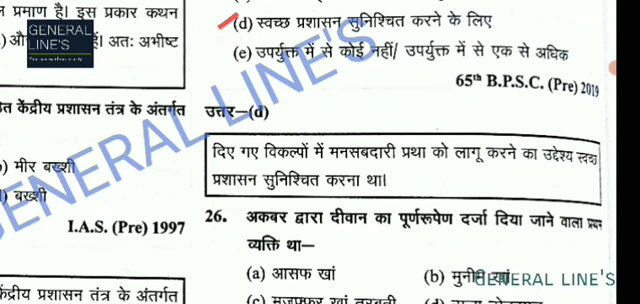 ल प्रमाण है। इस प्रकार कथन
GENERAL
LINE'S
हैं। अतः अभीष्ट
त केंद्रीय प्रशासन तंत्र के अंतर्गत
) मीर बख्शी
) बख्शी
I.A.S. (Pre) 1997
केंद्रीय प्रशासन तंत्र के अंतर्गत
(d) स्वच्छ प्रशासन सुनिश्चित करने के लिए
(e) उपर्युक्त में से कोई नहीं/ उपर्युक्त में से एक से अधिक
65th B.P.S.C. (Pre) 2019
उत्तर—(d)
दिए गए विकल्पों में मनसबदारी प्रथा को लागू करने का उद्देश्य स्वच्छ
प्रशासन सुनिश्चित करना था।
26. अकबर द्वारा दीवान का पूर्णरूपेण दर्जा दिया जाने वाला प्रथम
व्यक्ति था—
(a) आसफ खां (b) मुनीम खां
GENERAL LINE'S
GENERAL LINE'S